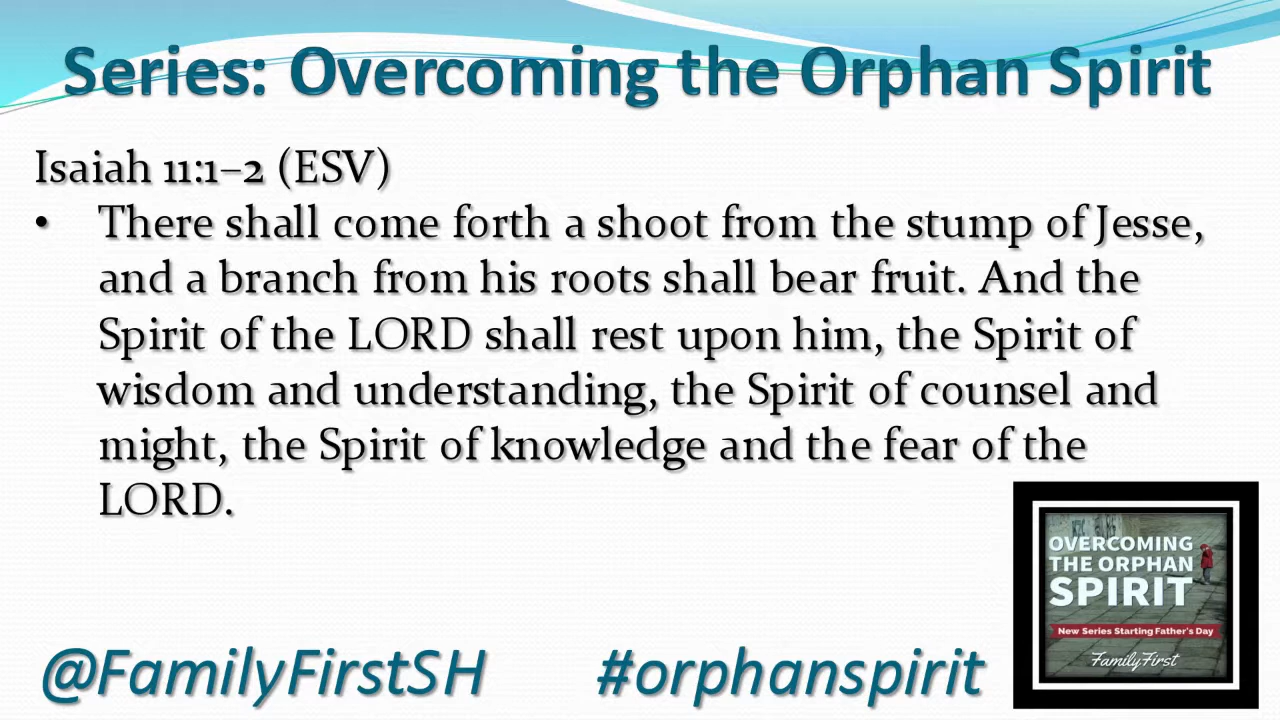 Series: Overcoming the Orphan Spirit
Isaiah 11:1–2 (ESV)
• There shall come forth a shoot from the stump of Jesse,
and a branch from his roots shall bear fruit. And the
Spirit of the LORD shall rest upon him, the Spirit of
wisdom and understanding, the Spirit of counsel and
might, the Spirit of knowledge and the fear of the
LORD.
OVERCOMING
THE ORPHAN
SPIRIT
New Series Starting Father's Day
FamilyFirst
@FamilyFirstSH #orphanspirit